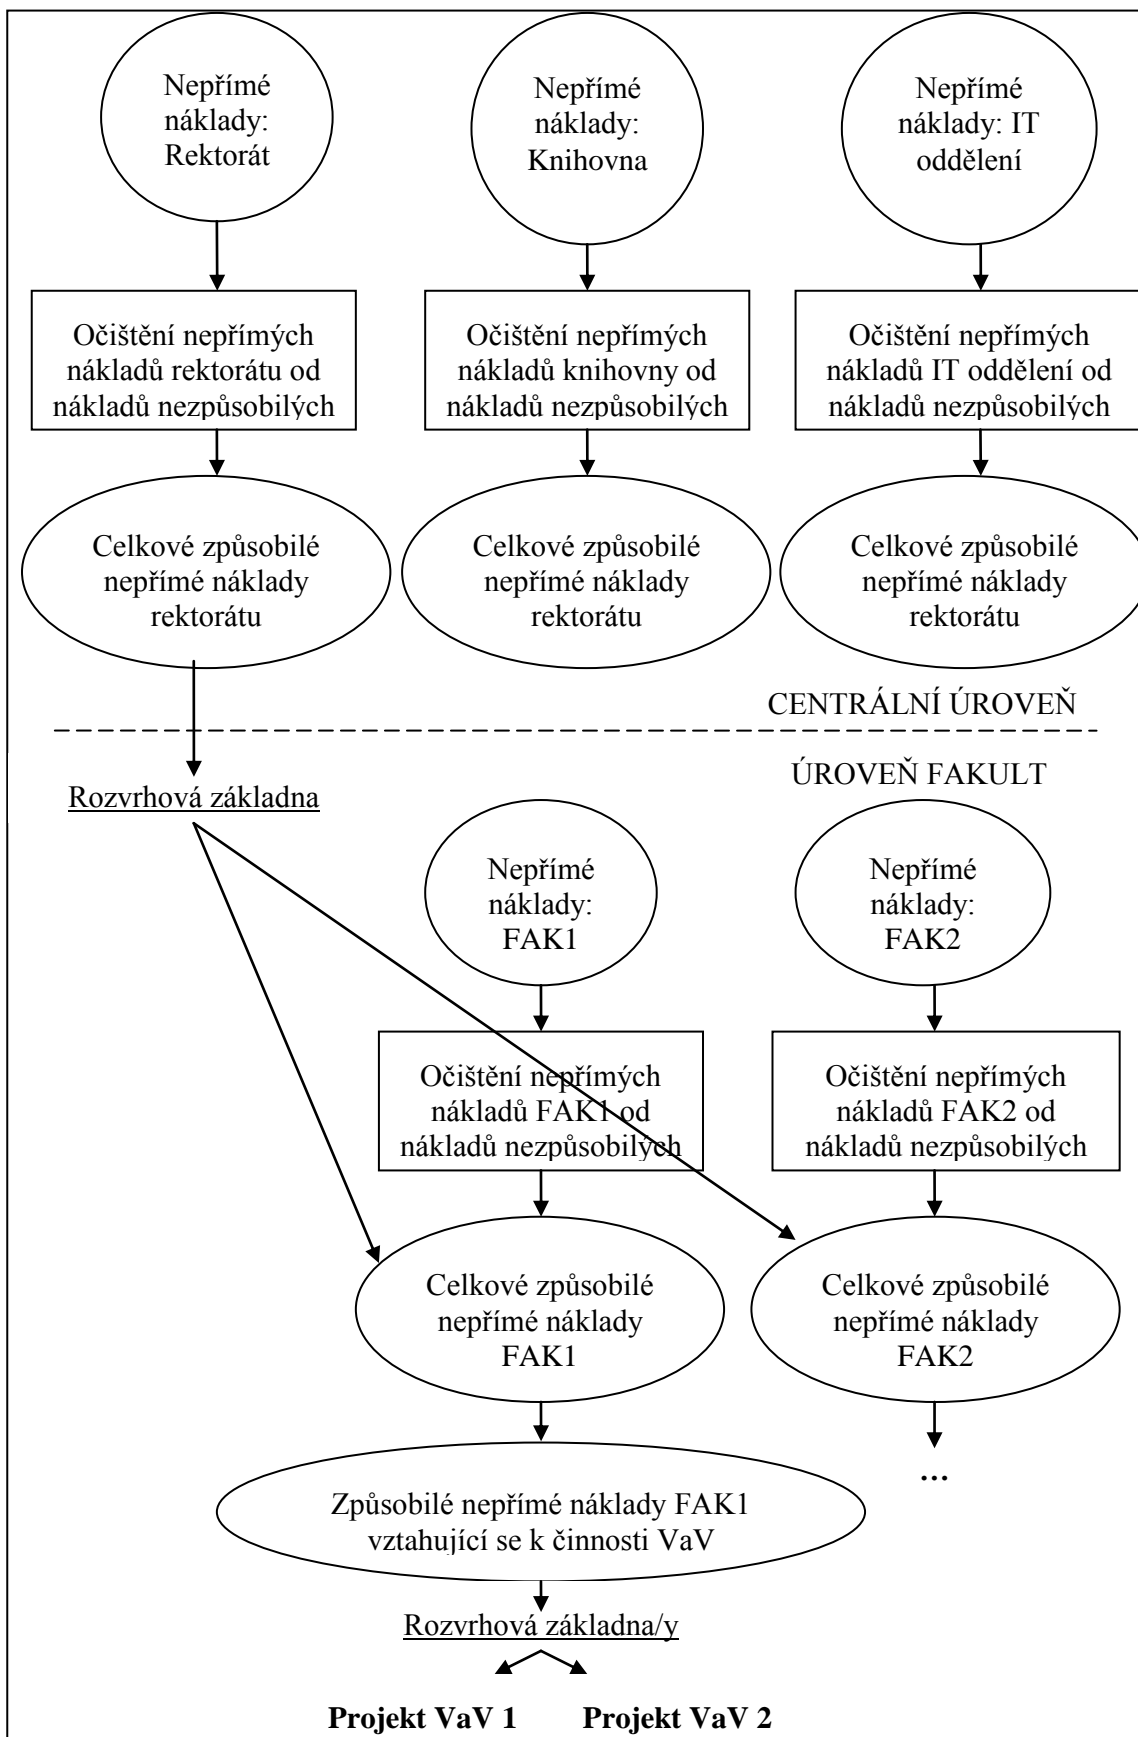 Nepřímé
náklady:
Rektorát
Nepřímé
náklady:
Knihovna
Nepřímé
náklady: IT
oddělení
Očištění nepřímých
nákladů rektorátu od
nákladů nezpůsobilých
Očištění nepřímých
nákladů knihovny od
nákladů nezpůsobilých
Očištění nepřímých
nákladů IT oddělení od
nákladů nezpůsobilých
Celkové způsobilé
nepřímé náklady
rektorátu
Celkové způsobilé
nepřímé náklady
rektorátu
Celkové způsobilé
nepřímé náklady
rektorátu
CENTRÁLNÍ ÚROVEŇ
ÚROVEŇ FAKULT
Rozvrhová základna
Nepřímé
náklady:
FAK1
Nepřímé
náklady:
FAK2
Očištění nepřímých
nákladů FAK1 od
nákladů nezpůsobilých
Očištění nepřímých
nákladů FAK2 od
nákladů nezpůsobilých
Celkové způsobilé
nepřímé náklady
FAK1
Celkové způsobilé
nepřímé náklady
FAK2
...
Způsobilé nepřímé náklady FAK1
vztahující se k činnosti VaV
Rozvrhová základna/y
Projekt VaV 1
Projekt VaV 2